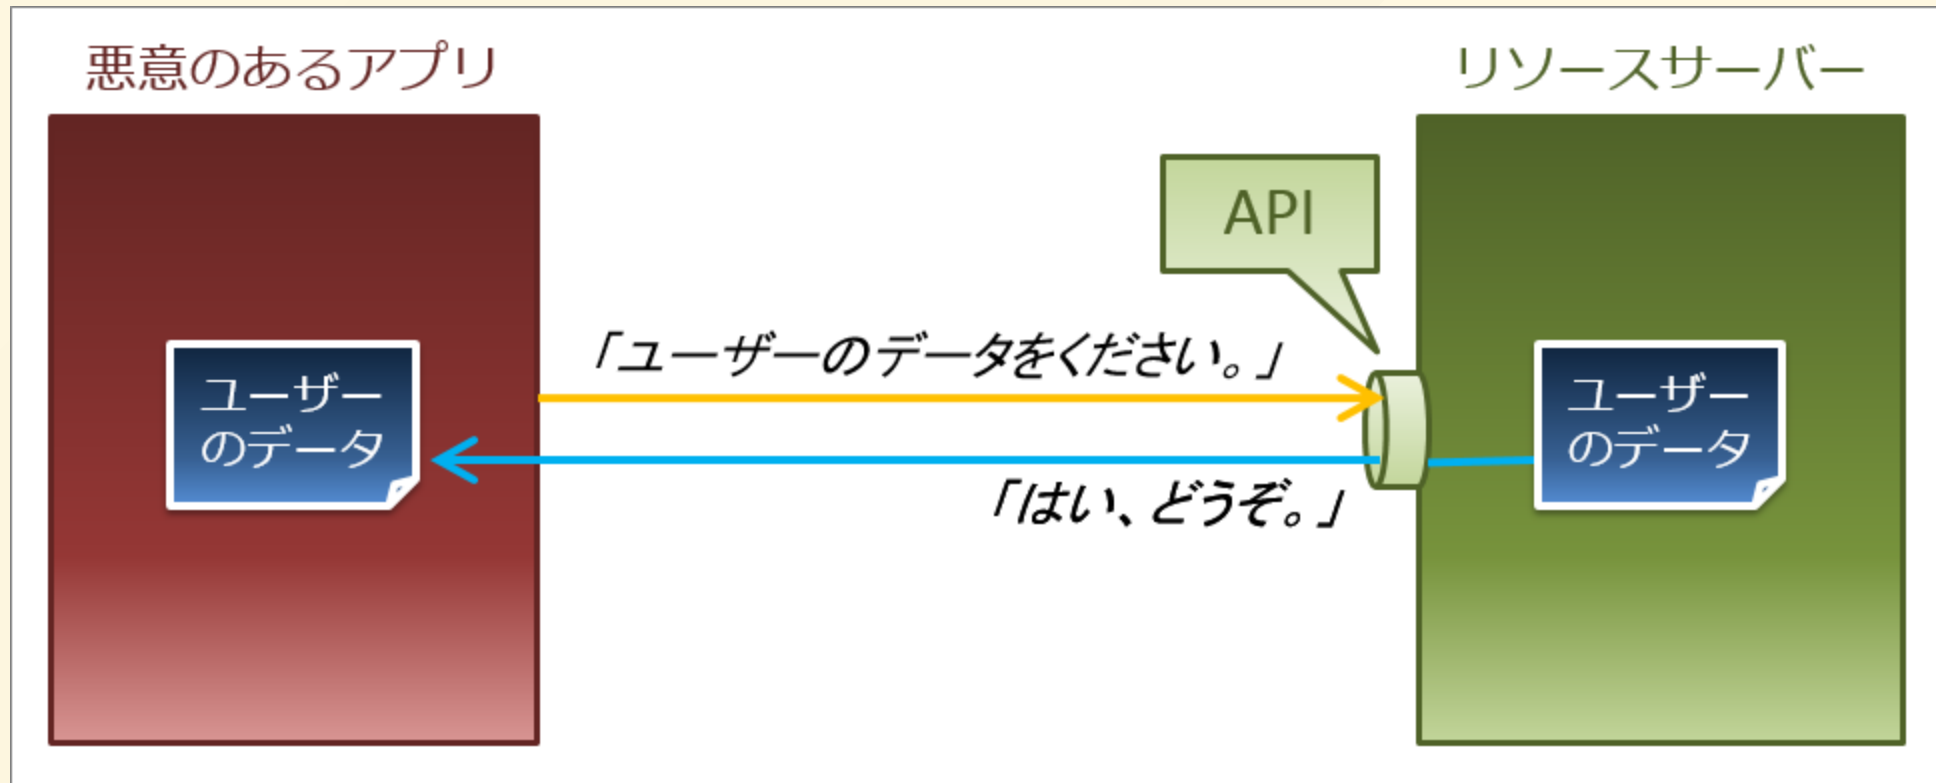 悪意のあるアプリ
リソースサーバー
API
「ユーザーのデータをください。」
ユーザー
のデータ
ユーザー
のデータ
「はい、どうぞ。」